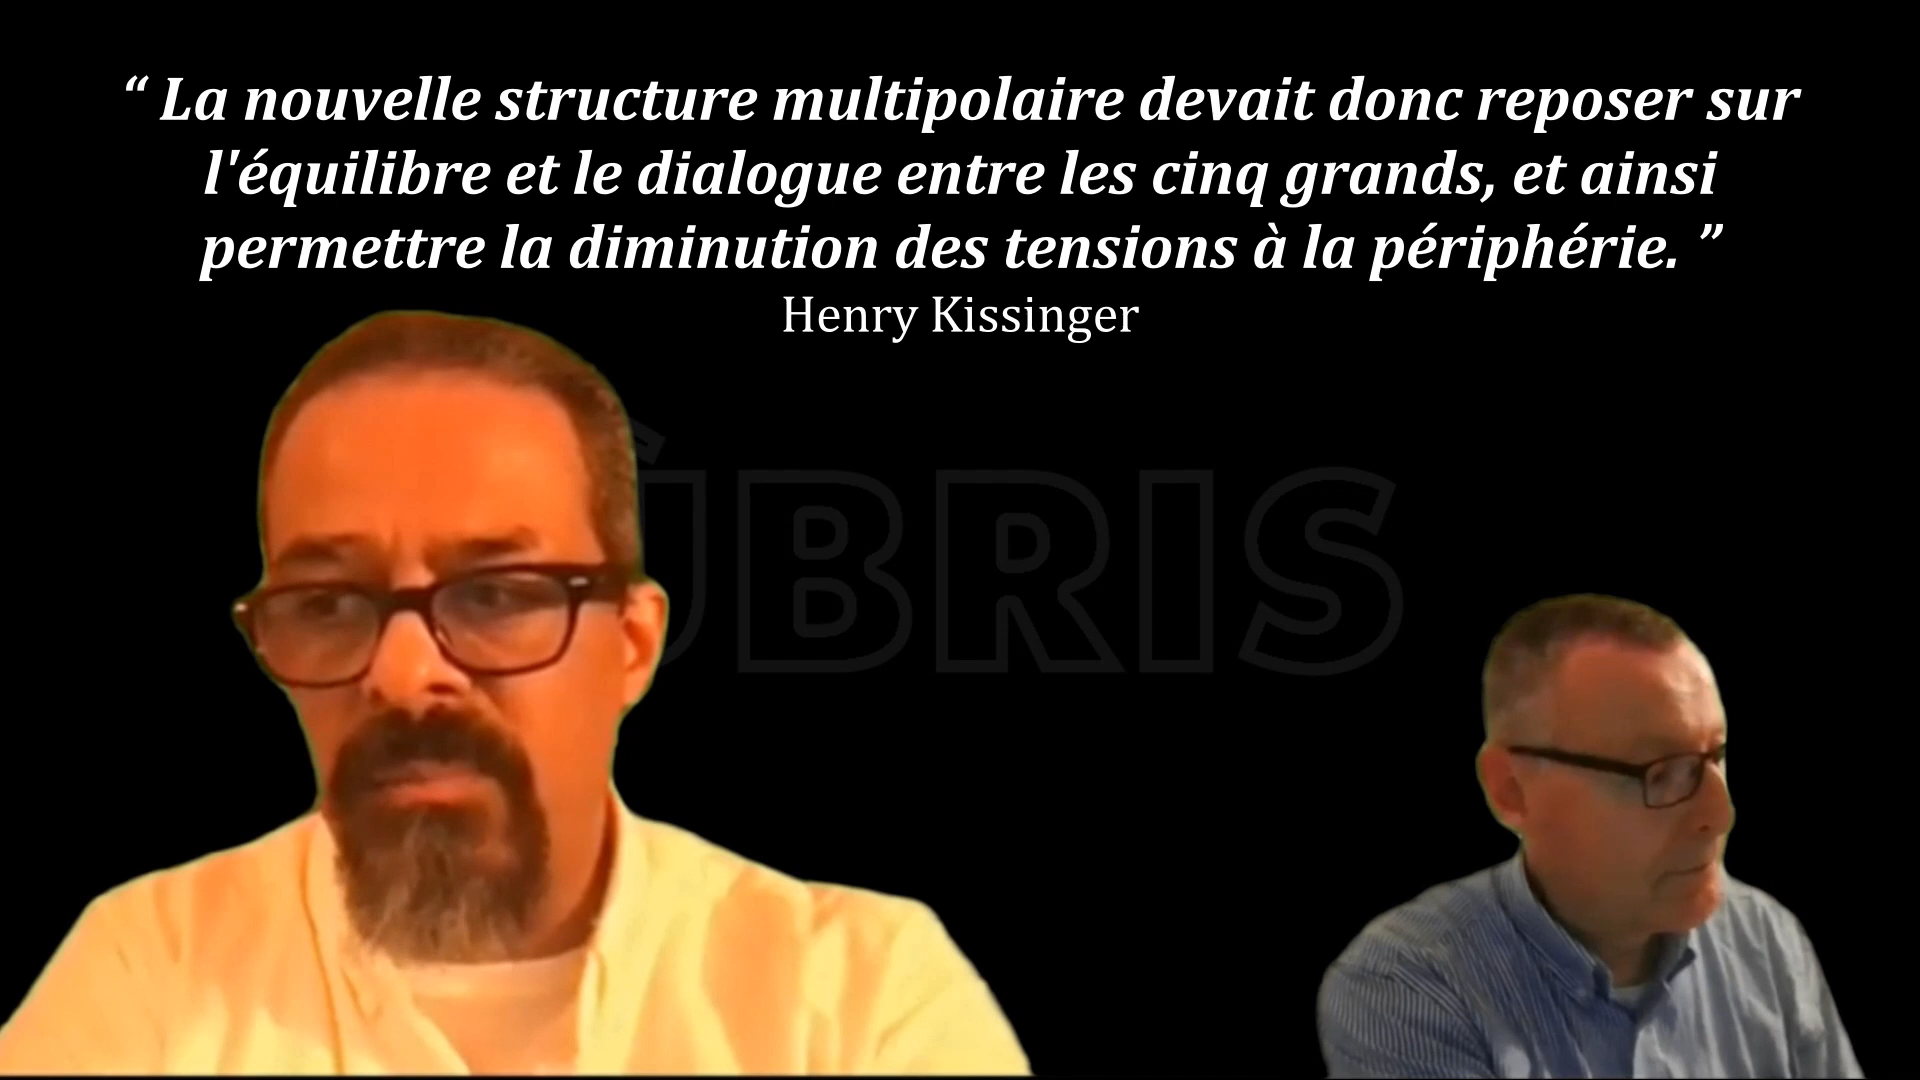 “ La nouvelle structure multipolaire devait donc reposer sur
l'équilibre et le dialogue entre les cinq grands, et ainsi
permettre la diminution des tensions à la périphérie. ”
Henry Kissinger
ÜBRIS